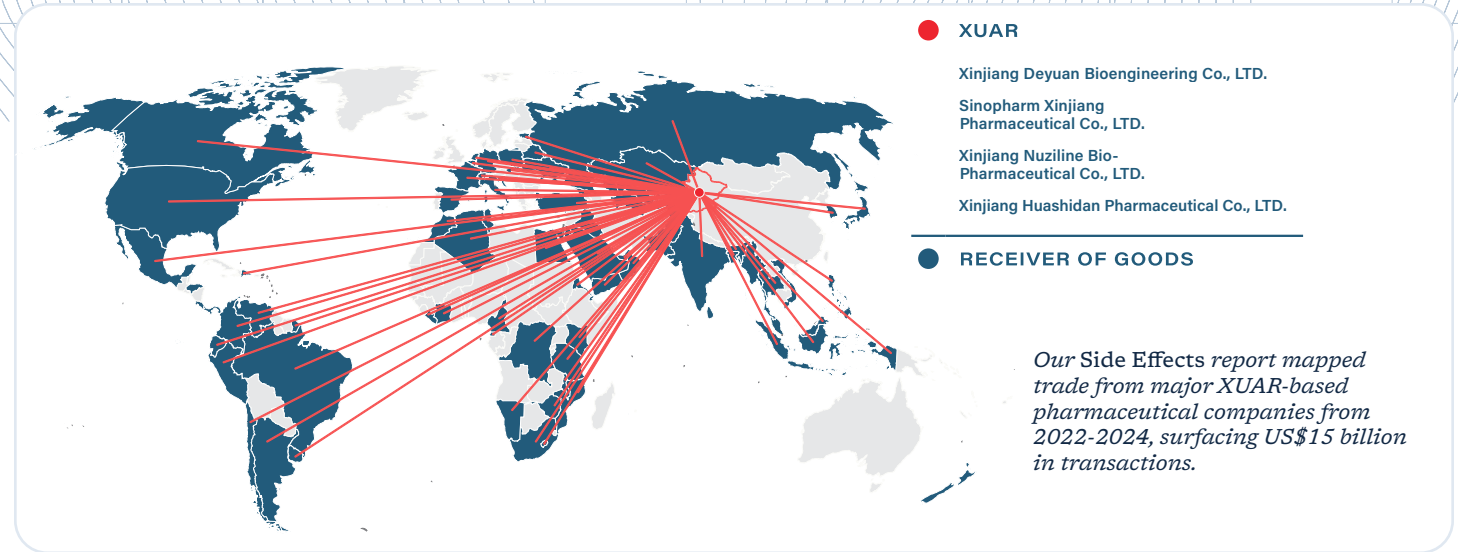 XUAR
Xinjiang Deyuan Bioengineering Co., LTD.
Sinopharm Xinjiang
Pharmaceutical Co., LTD.
Xinjiang Nuziline Bio-
Pharmaceutical Co., LTD.
Xinjiang Huashidan Pharmaceutical Co., LTD.
RECEIVER OF GOODS
Our Side Effects report mapped
trade from major XUAR-based
pharmaceutical companies from
2022-2024, surfacing US$15 billion
in transactions.